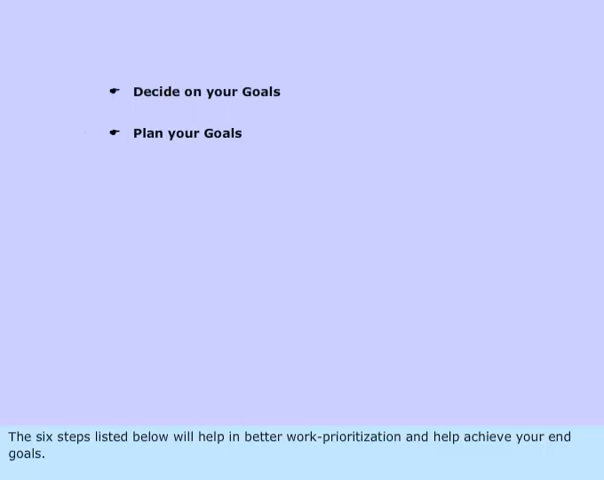 Decide on your Goals
Plan your Goals
The six steps listed below will help in better work-prioritization and help achieve your end
goals.